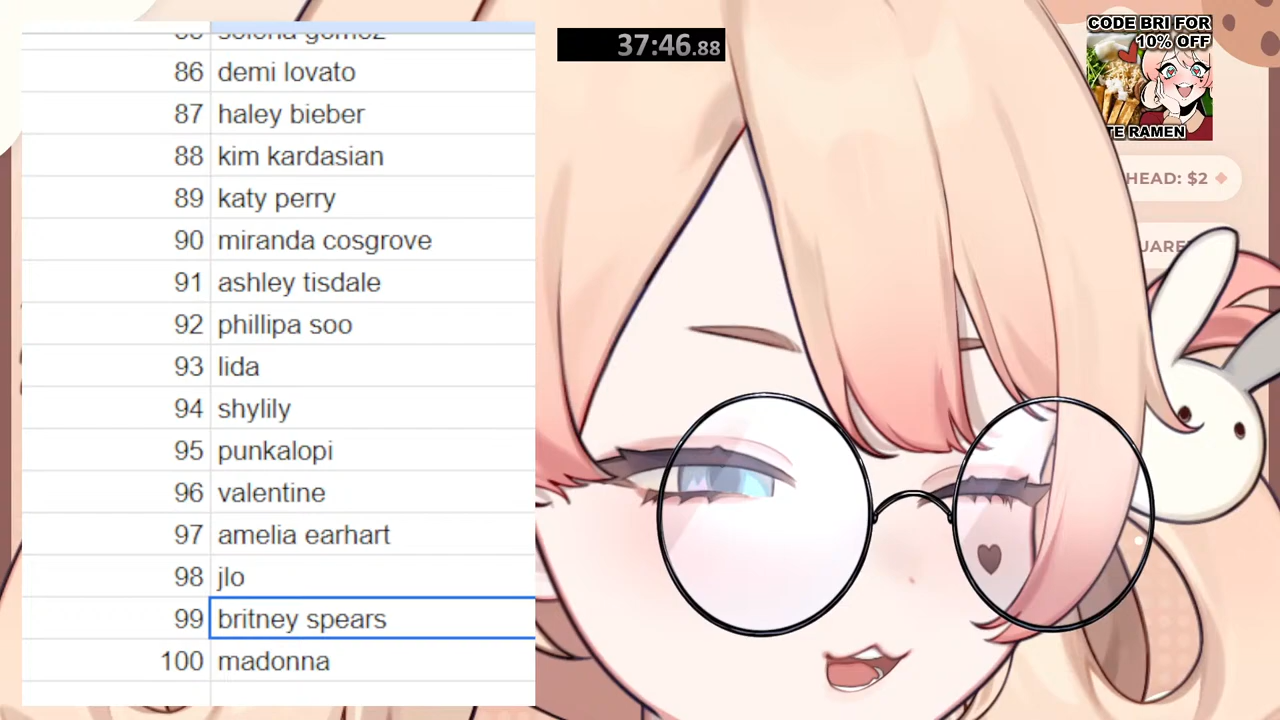 86 demi lovato
87 haley bieber
88 kim kardasian
89 katy perry
90 miranda cosgrove
91 ashley tisdale
92 phillipa soo
93 lida
94 shylily
95 punkalopi
96 valentine
97 amelia earhart
98 jlo
99 britney spears
100 madonna
37:46.88
CODE BRI FOR
10% OFF
TE RAMEN
HEAD: $2